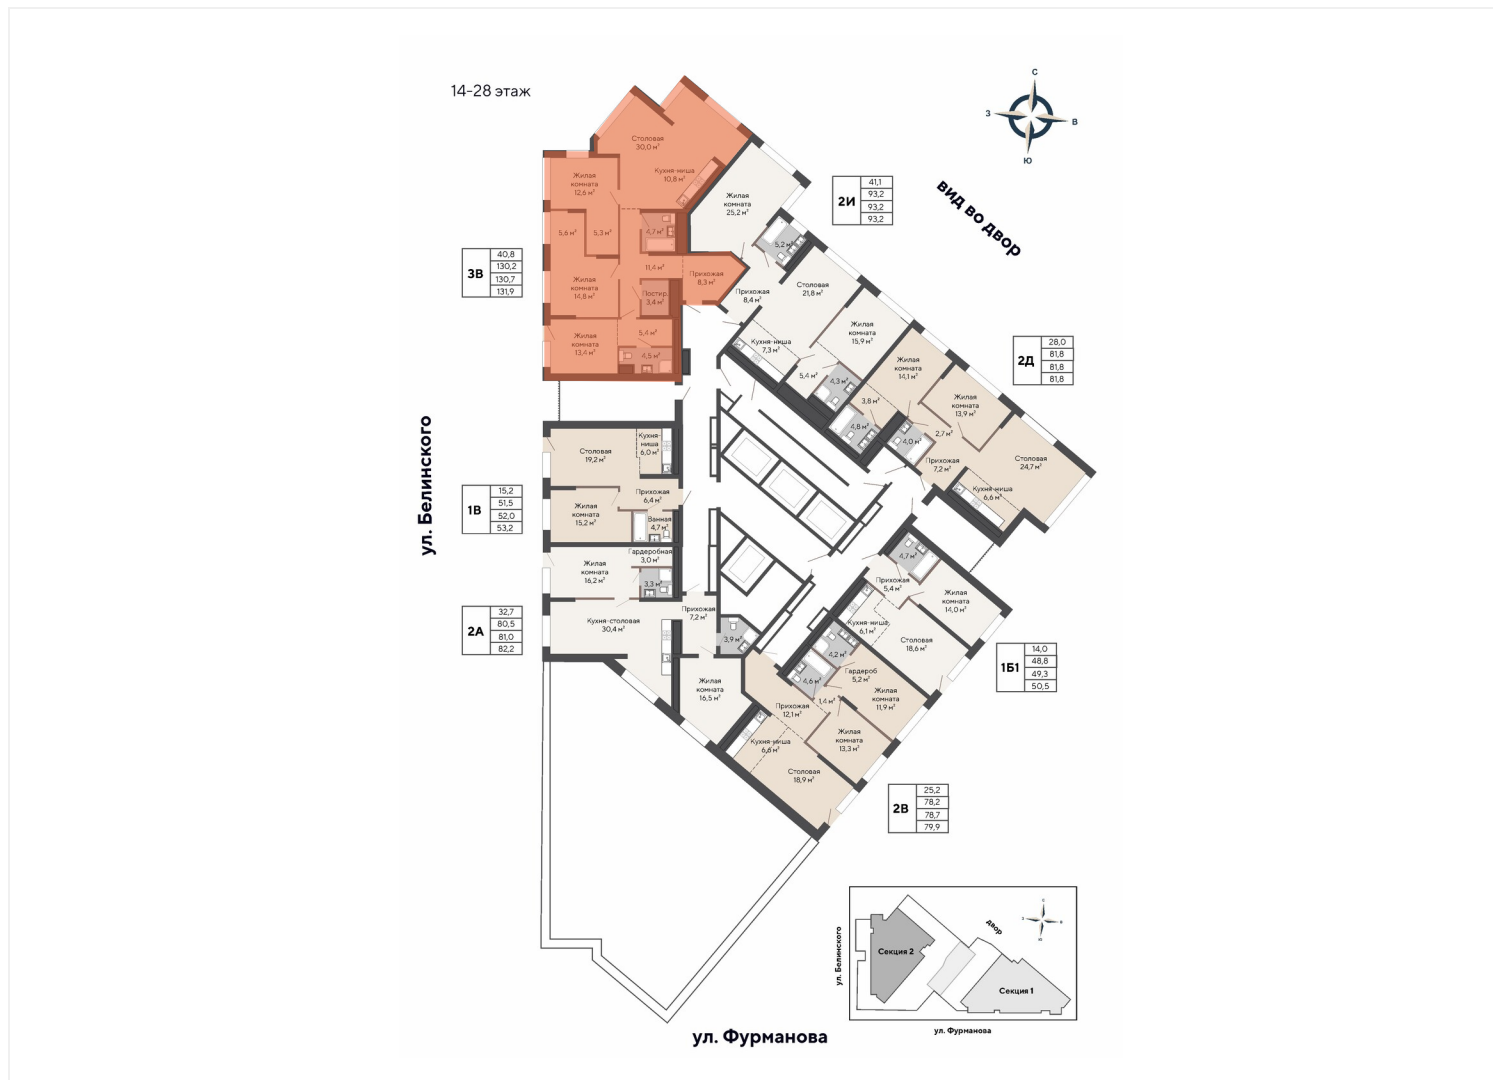 14-28 этаж
С
З
В
Ю
вид во двор
ул. Белинского
ул. Фурманова
3В
40,8
130,2
130,7
131,9
Столовая
30,0 м²
Кухня-ниша
10,8 м²
Жилая
комната
12,6 м²
5,6 м²
5,3 м²
4,7 м²
11,4 м²
Прихожая
8,3 м²
Жилая
комната
14,8 м²
Постир.
3,4 м²
Жилая
комната
13,4 м²
5,4 м²
4,5 м²
2И
41,1
93,2
93,2
93,2
Жилая
комната
25,2 м²
5,2 м²
Прихожая
8,4 м²
Столовая
21,8 м²
Кухня-ниша
7,3 м²
Жилая
комната
15,9 м²
5,4 м²
4,3 м²
2Д
28,0
81,8
81,8
81,8
Жилая
комната
14,1 м²
3,8 м²
4,8 м²
Жилая
комната
13,9 м²
2,7 м²
4,0 м²
Прихожая
7,2 м²
Столовая
24,7 м²
Кухня-ниша
6,6 м²
1В
15,2
51,5
52,0
53,2
Кухня-
ниша
6,0 м²
Столовая
19,2 м²
Прихожая
6,4 м²
Жилая
комната
15,2 м²
Ванная
4,7 м²
2А
32,7
80,5
81,0
82,2
Гардеробная
3,0 м²
Жилая
комната
16,2 м²
3,3 м²
Кухня-столовая
30,4 м²
Прихожая
7,2 м²
3,9 м²
Жилая
комната
16,5 м²
1Б1
14,0
48,8
49,3
50,5
4,7 м²
Прихожая
5,4 м²
Жилая
комната
14,0 м²
Кухня-ниша
6,1 м²
Столовая
18,6 м²
2В
25,2
78,2
78,7
79,9
4,2 м²
Гардероб
5,2 м²
4,6 м²
1,4 м²
Жилая
комната
11,9 м²
Прихожая
12,1 м²
Жилая
комната
13,3 м²
Кухня-ниша
6,6 м²
Столовая
18,9 м²
ул. Белинского
Секция 2
двор
Секция 1
С
З
В
Ю
ул. Фурманова